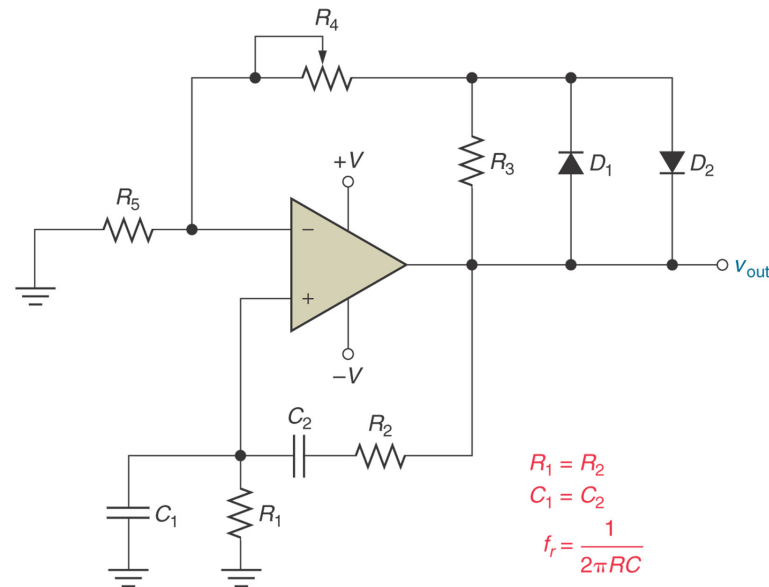 R4
+V
R3
D1
D2
R5
−
+
vout
−V
C2
R2
C1
R1
R1 = R2
C1 = C2
fr = 1 / 2πRC